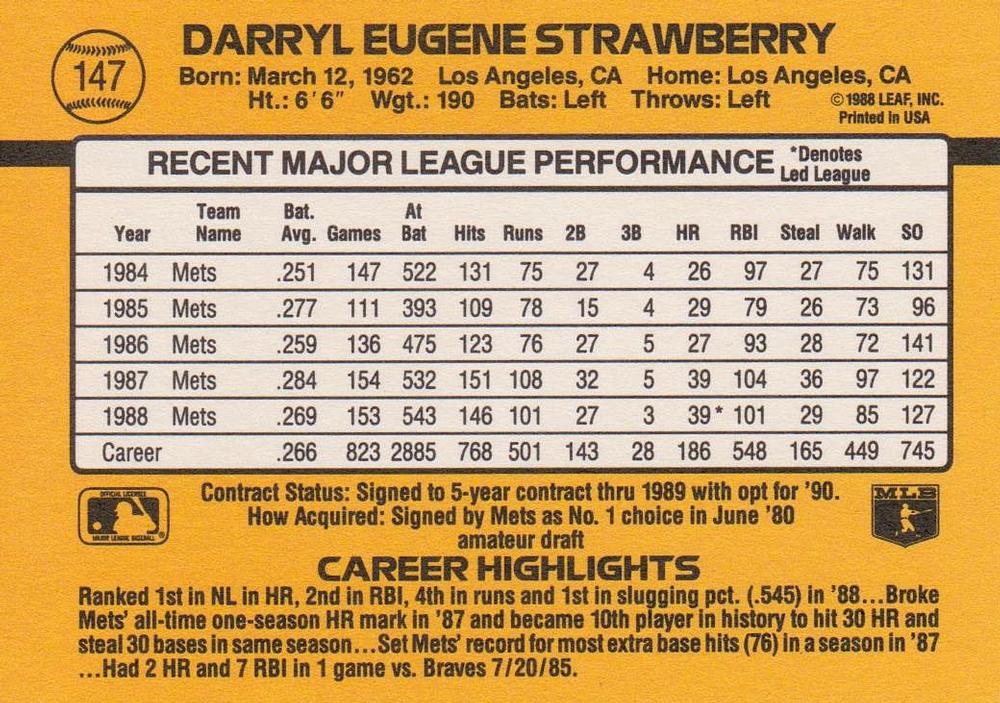 147
DARRYL EUGENE STRAWBERRY
Born: March 12, 1962 Los Angeles, CA Home: Los Angeles, CA
Ht.: 6'6" Wgt.: 190 Bats: Left Throws: Left
©1988 LEAF, INC.
Printed In USA
RECENT MAJOR LEAGUE PERFORMANCE *Denotes Led League
Year Team Name Bat. Avg. Games At Bat Hits Runs 2B 3B HR RBI Steal Walk SO
1984 Mets .251 147 522 131 75 27 4 26 97 27 75 131
1985 Mets .277 111 393 109 78 15 4 29 79 26 73 96
1986 Mets .259 136 475 123 76 27 5 27 93 28 72 141
1987 Mets .284 154 532 151 108 32 5 39 104 36 97 122
1988 Mets .269 153 543 146 101 27 3 39* 101 29 85 127
Career .266 823 2885 768 501 143 28 186 548 165 449 745
OFFICIAL LICENSEE
MAJOR LEAGUE BASEBALL
®
Contract Status: Signed to 5-year contract thru 1989 with opt for '90.
How Acquired: Signed by Mets as No. 1 choice in June '80
amateur draft
MLB
CAREER HIGHLIGHTS
Ranked 1st in NL in HR, 2nd in RBI, 4th in runs and 1st in slugging pct. (.545) in '88...Broke
Mets' all-time one-season HR mark in '87 and became 10th player in history to hit 30 HR and
steal 30 bases in same season...Set Mets' record for most extra base hits (76) in a season in '87
...Had 2 HR and 7 RBI in 1 game vs. Braves 7/20/85.